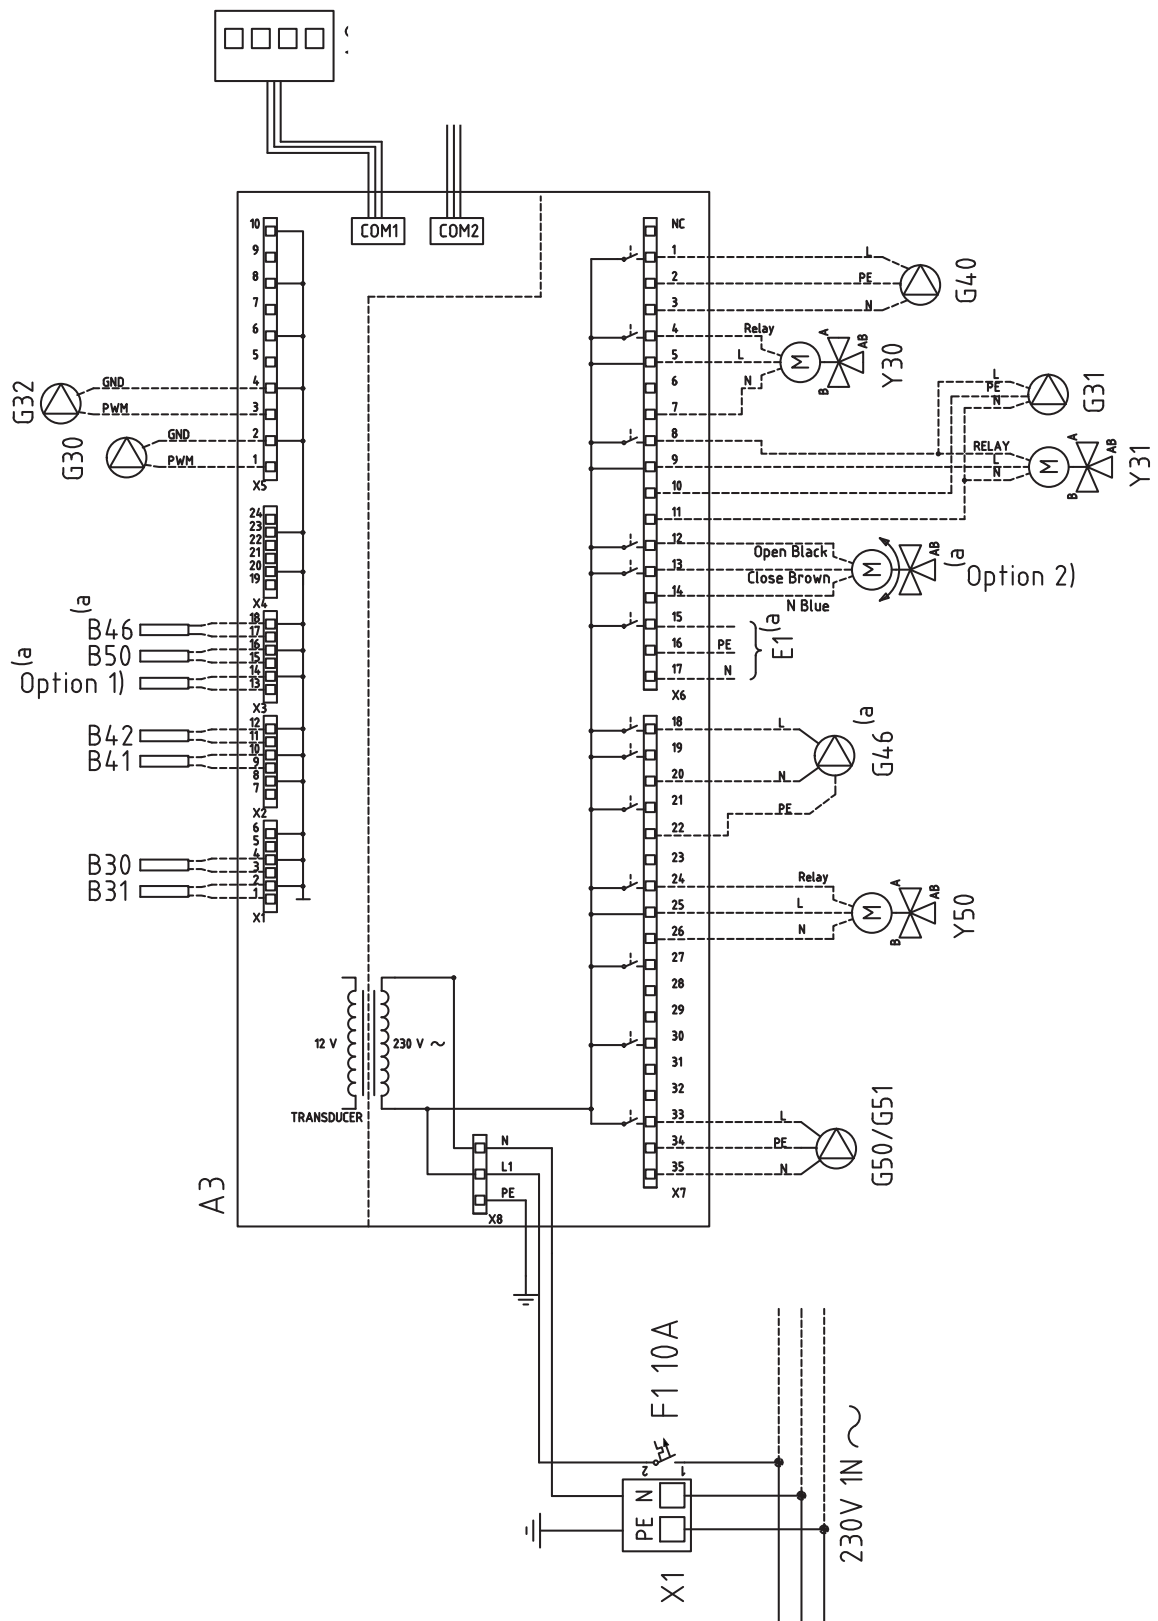 COM1
COM2
10
9
8
7
6
5
4
3
2
1
X5
G32
GND
PWM
G30
GND
PWM
24
23
22
21
20
19
X4
18
17
16
15
14
13
X3
(a
B46
B50
(a
Option 1)
12
11
10
9
8
7
X2
B42
B41
6
5
4
3
2
1
X1
B30
B31
NC
1
2
3
4
5
6
7
8
9
10
11
12
13
14
15
16
17
X6
L
PE
N
G40
Relay
L
N
M
A
AB
B
Y30
L
PE
N
G31
RELAY
L
N
M
A
AB
B
Y31
Open Black
Close Brown
N Blue
M
AB
(a
Option 2)
PE
N
E1 (a
18
19
20
21
22
23
24
25
26
27
28
29
30
31
32
33
34
35
X7
L
N
PE
G46
(a
Relay
L
N
M
A
AB
B
Y50
L
PE
N
G50/G51
12 V
230 V ~
TRANSDUCER
N
L1
PE
X8
A3
F1 10A
2
1
N
PE
X1
230V 1N ~